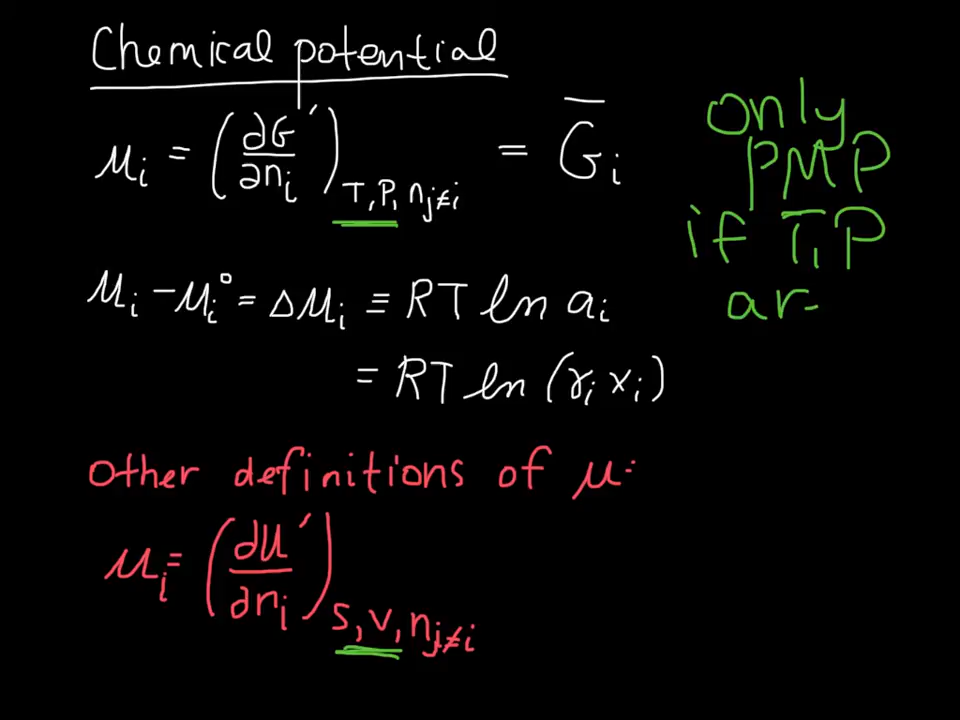 Chemical potential
μi = (∂G'/∂ni)T,P,nj≠i = G̅i
μi − μi° = Δμi ≡ RT ln ai
= RT ln (γi xi)
Other definitions of μ:
μi = (∂U'/∂ni)S,V,nj≠i
only
PMP
if T,P
ar